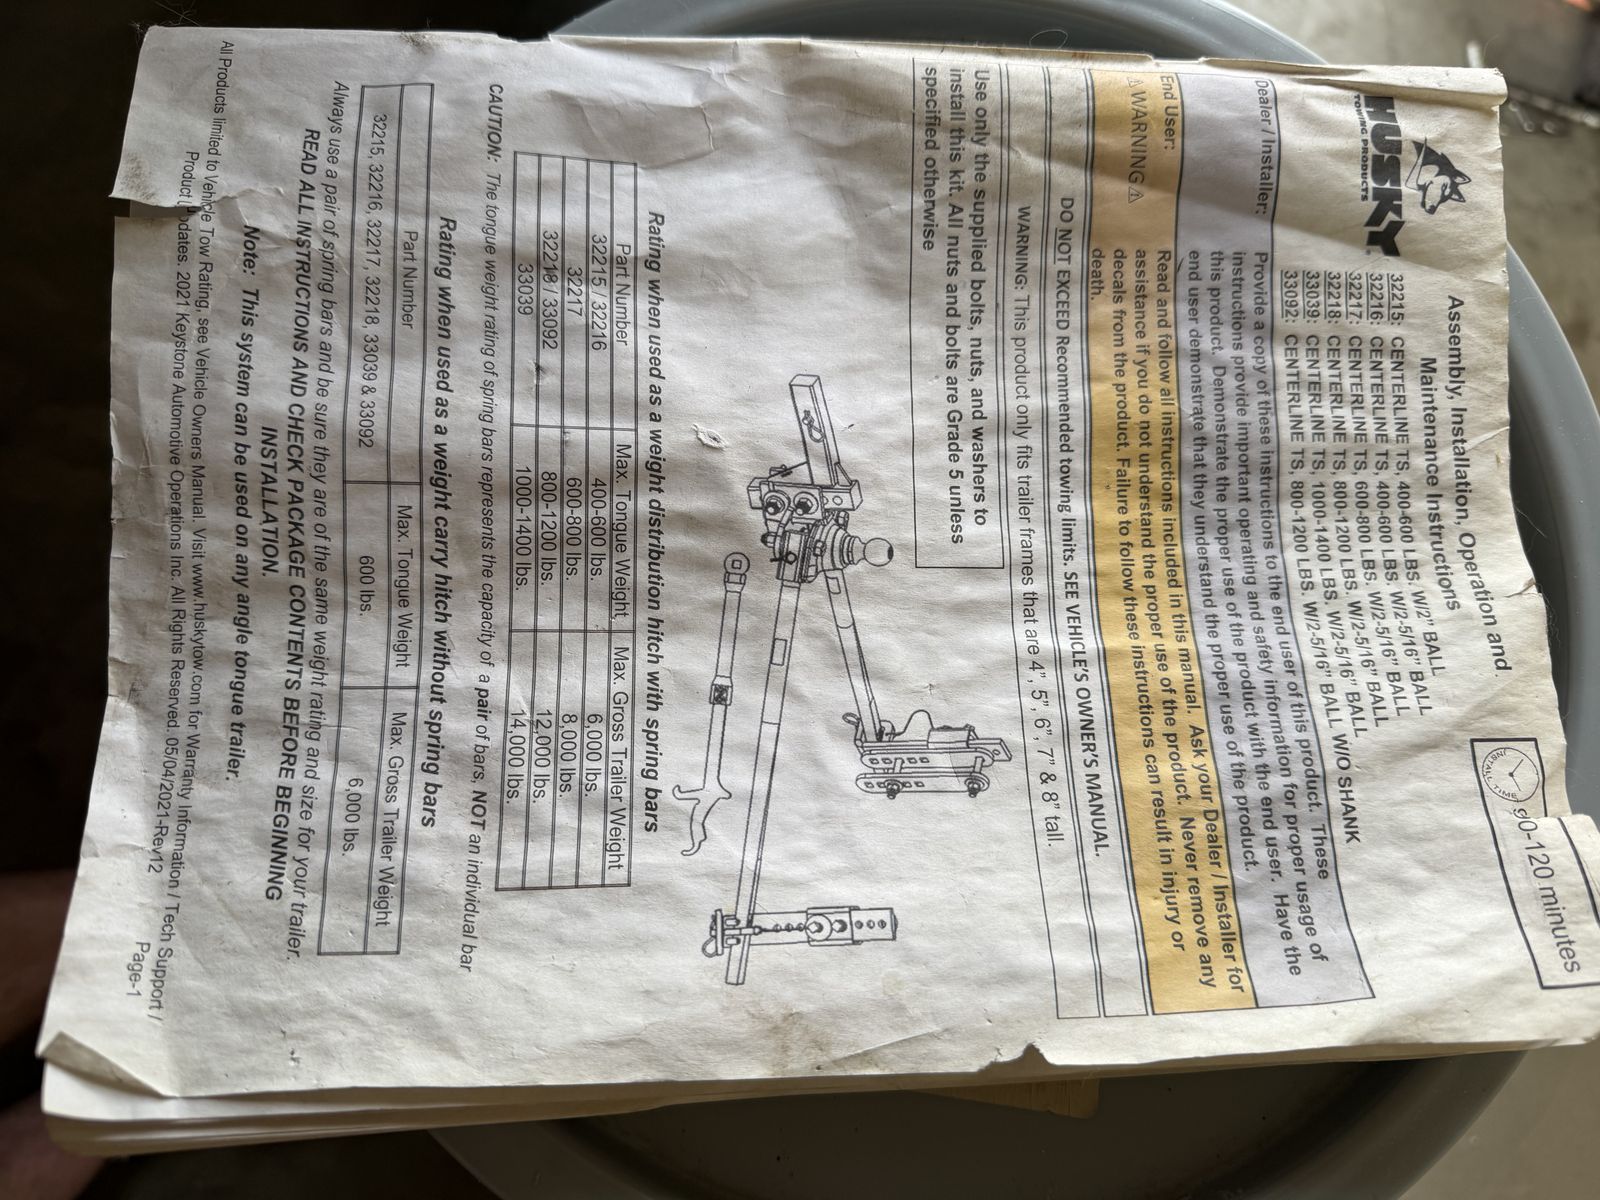 HUSKY
TOWING PRODUCTS
Assembly, Installation, Operation and
Maintenance Instructions
INSTALL TIME
90-120 minutes
32215: CENTERLINE TS, 400-600 LBS. W/2" BALL
32216: CENTERLINE TS, 400-600 LBS. W/2-5/16" BALL
32217: CENTERLINE TS, 600-800 LBS. W/2-5/16" BALL
32218: CENTERLINE TS, 800-1200 LBS. W/2-5/16" BALL
33039: CENTERLINE TS, 1000-1400 LBS. W/2-5/16" BALL
33092: CENTERLINE TS, 800-1200 LBS. W/2-5/16" BALL W/O SHANK
Dealer / Installer: Provide a copy of these instructions to the end user of this product. These
instructions provide important operating and safety information for proper usage of
this product. Demonstrate the proper use of the product with the end user. Have the
end user demonstrate that they understand the proper use of the product.
End User: Read and follow all instructions included in this manual. Ask your Dealer / Installer for
⚠ WARNING ⚠ assistance if you do not understand the proper use of the product. Never remove any
decals from the product. Failure to follow these instructions can result in injury or
death.
DO NOT EXCEED Recommended towing limits. SEE VEHICLE'S OWNER'S MANUAL.
WARNING: This product only fits trailer frames that are 4", 5", 6", 7" & 8" tall.
Use only the supplied bolts, nuts, and washers to
install this kit. All nuts and bolts are Grade 5 unless
specified otherwise
Rating when used as a weight distribution hitch with spring bars
Part Number Max. Tongue Weight Max. Gross Trailer Weight
32215 / 32216 400-600 lbs. 6,000 lbs.
32217 600-800 lbs. 8,000 lbs.
32218 / 33092 800-1200 lbs. 12,000 lbs.
33039 1000-1400 lbs. 14,000 lbs.
CAUTION: The tongue weight rating of spring bars represents the capacity of a pair of bars, NOT an individual bar
Rating when used as a weight carry hitch without spring bars
Part Number Max. Tongue Weight Max. Gross Trailer Weight
32215, 32216, 32217, 32218, 33039 & 33092 600 lbs. 6,000 lbs.
Always use a pair of spring bars and be sure they are of the same weight rating and size for your trailer.
READ ALL INSTRUCTIONS AND CHECK PACKAGE CONTENTS BEFORE BEGINNING
INSTALLATION.
Note: This system can be used on any angle tongue trailer.
All Products limited to Vehicle Tow Rating, see Vehicle Owners Manual. Visit www.huskytow.com for Warranty Information / Tech Support /
Product Updates. 2021 Keystone Automotive Operations Inc. All Rights Reserved. 05/04/2021-Rev12
Page-1